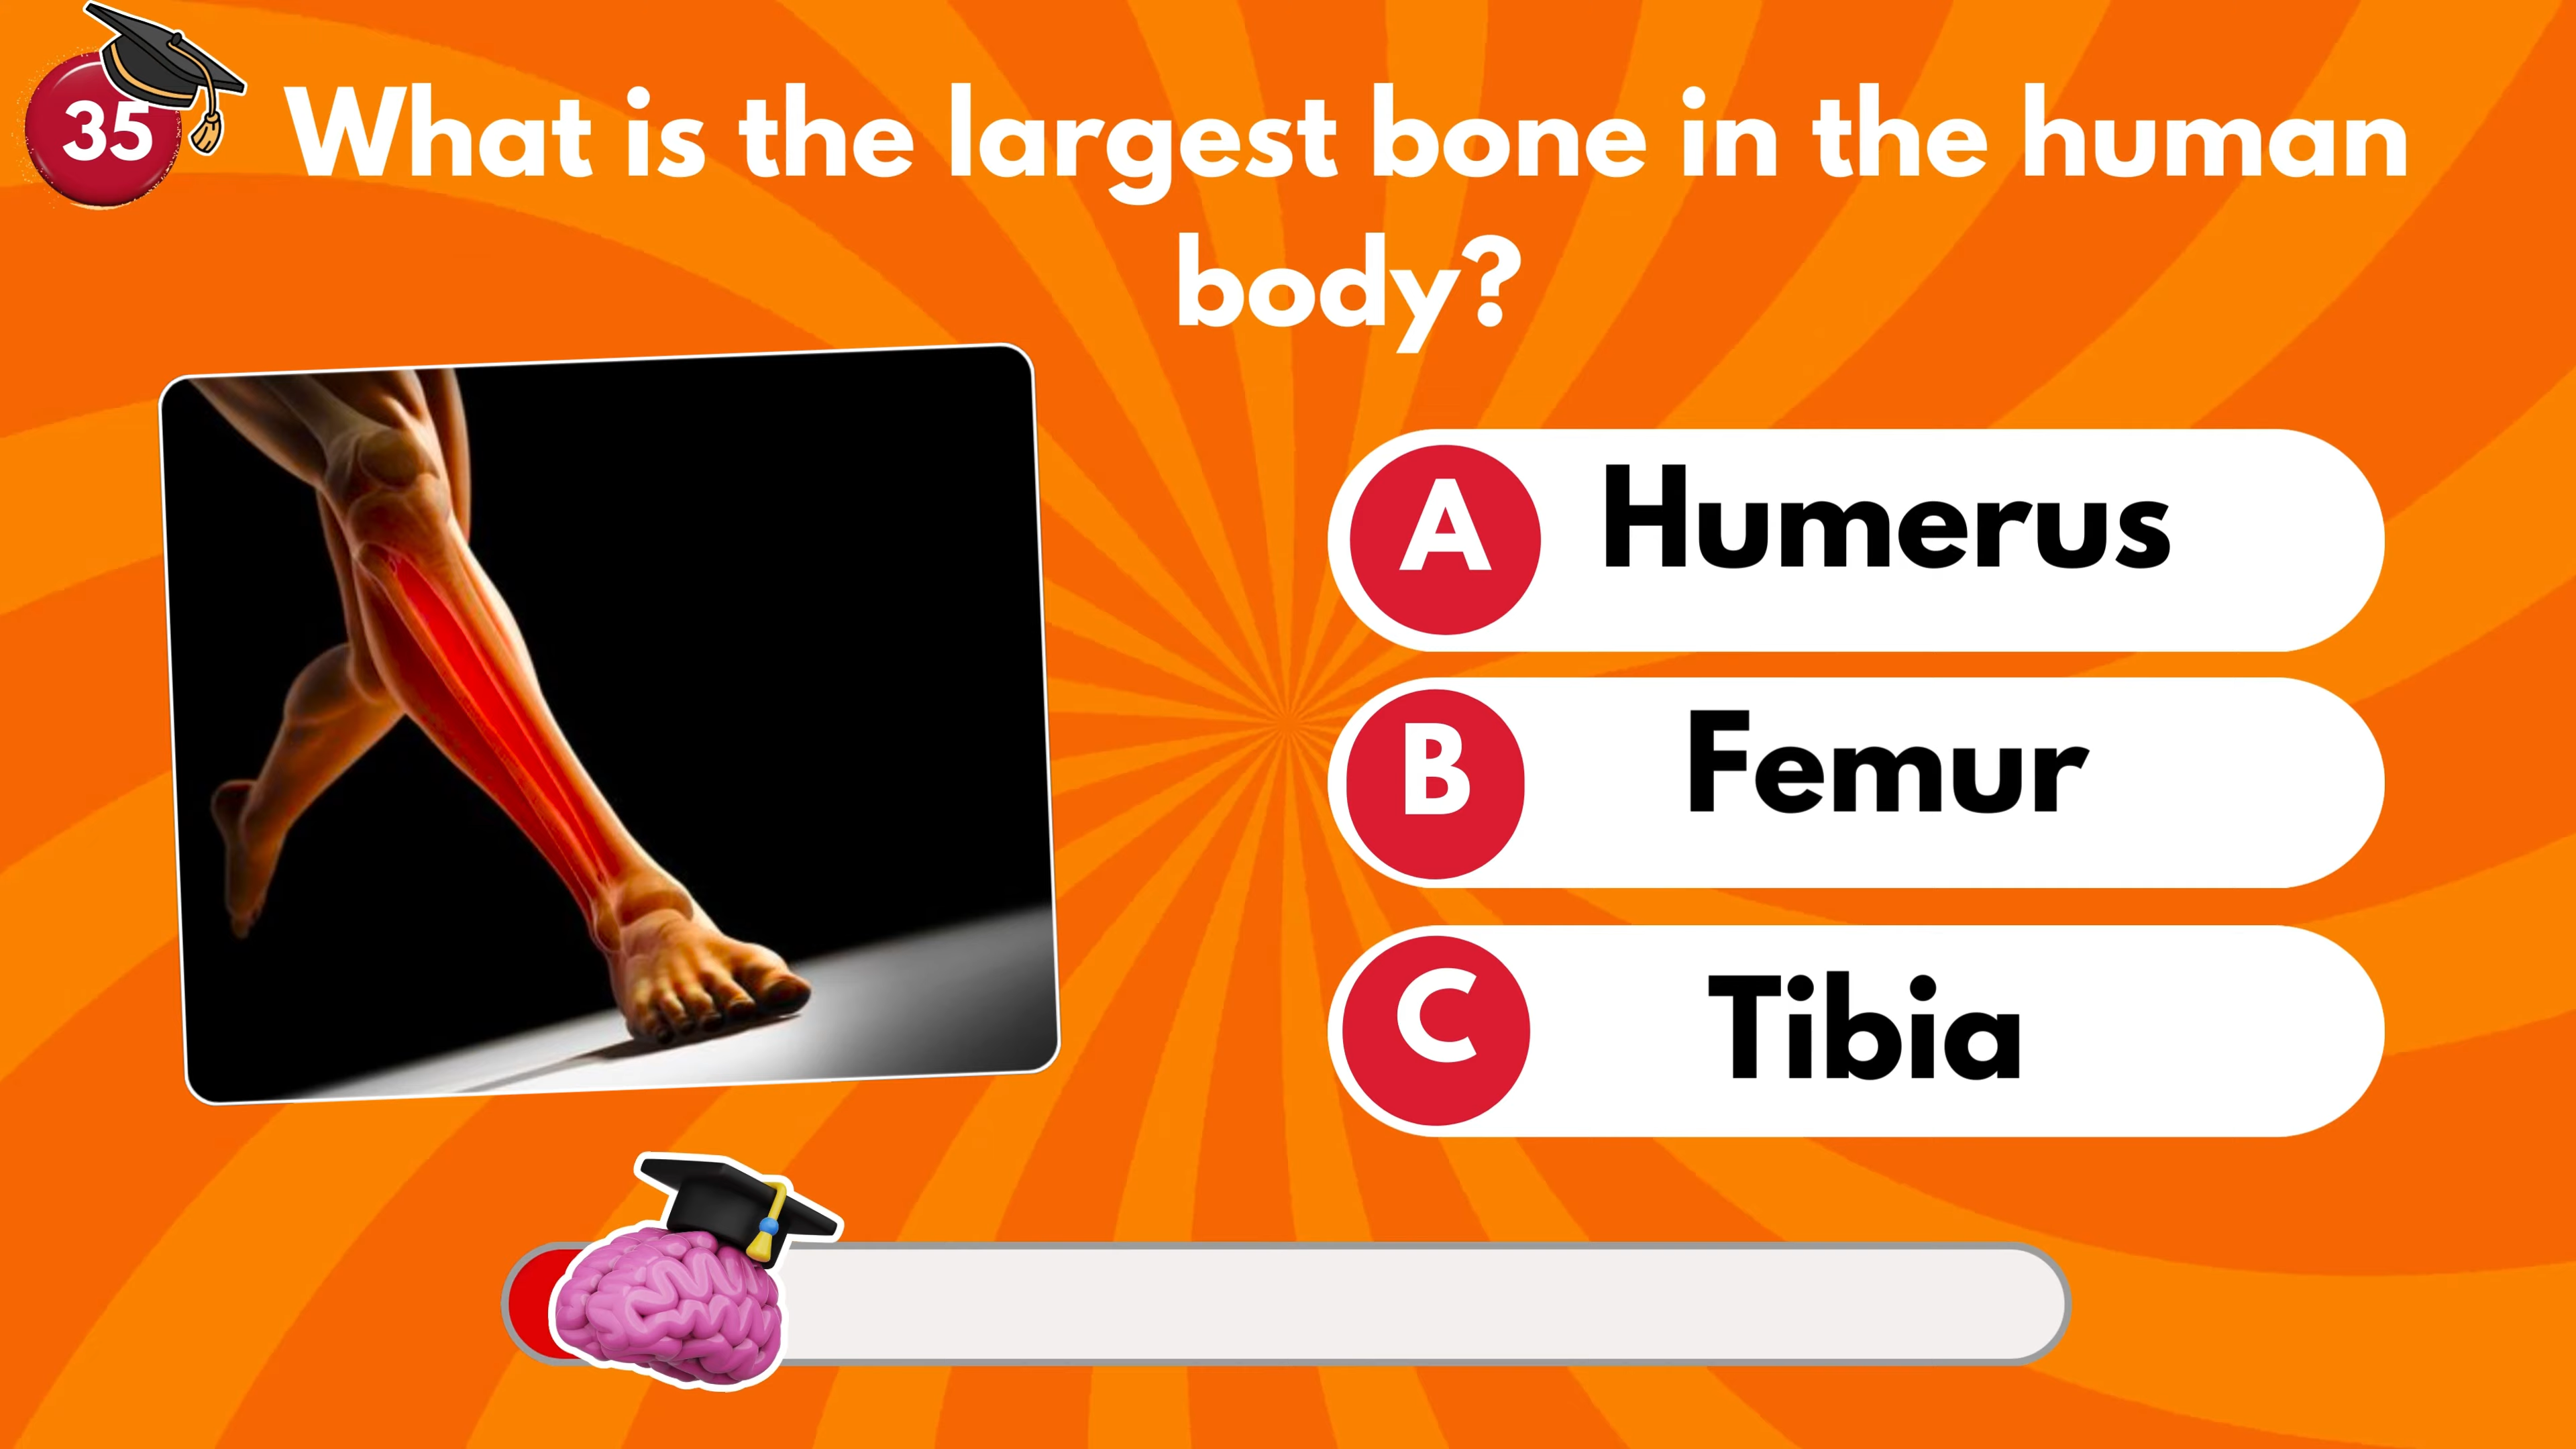 35
What is the largest bone in the human
body?
A Humerus
B Femur
C Tibia